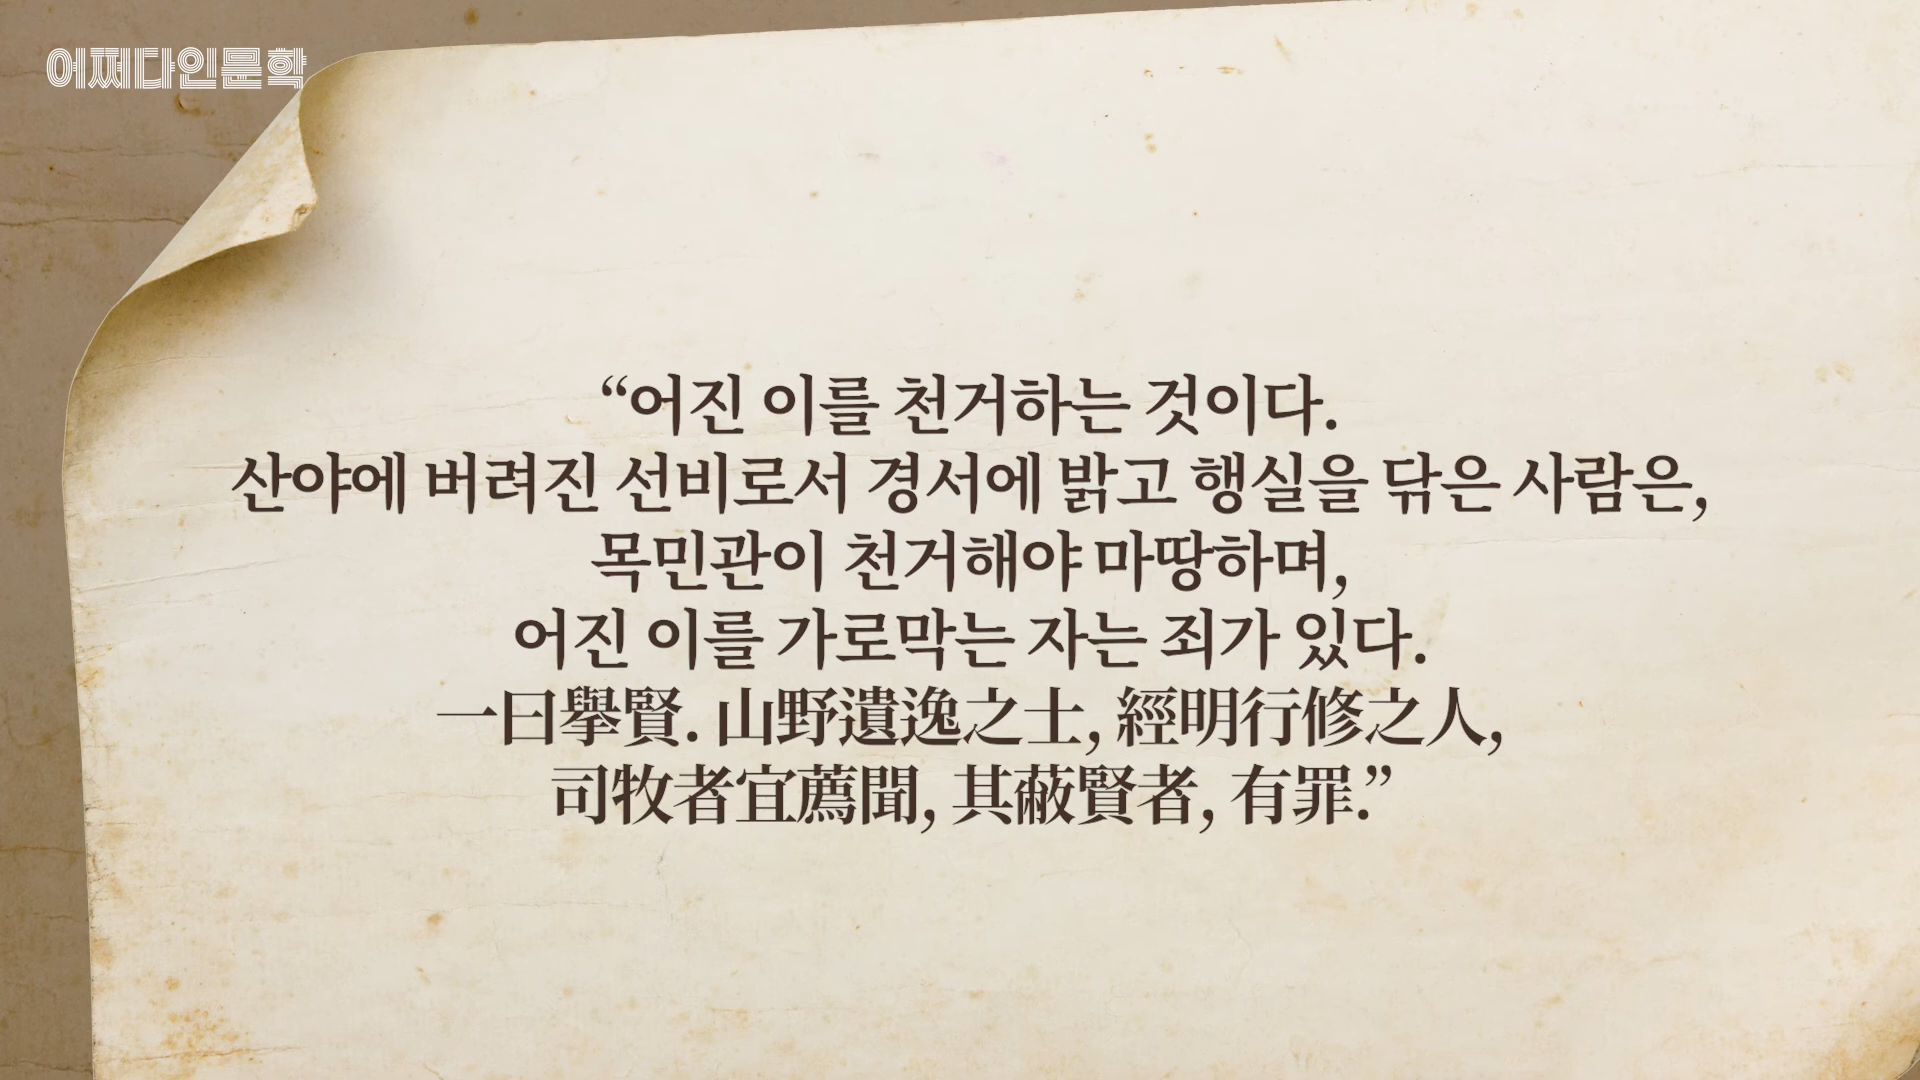 어쩌다인문학
“어진 이를 천거하는 것이다.
산야에 버려진 선비로서 경서에 밝고 행실을 닦은 사람은,
목민관이 천거해야 마땅하며,
어진 이를 가로막는 자는 죄가 있다.
一曰擧賢. 山野遺逸之士, 經明行修之人,
司牧者宜薦聞, 其蔽賢者, 有罪.”